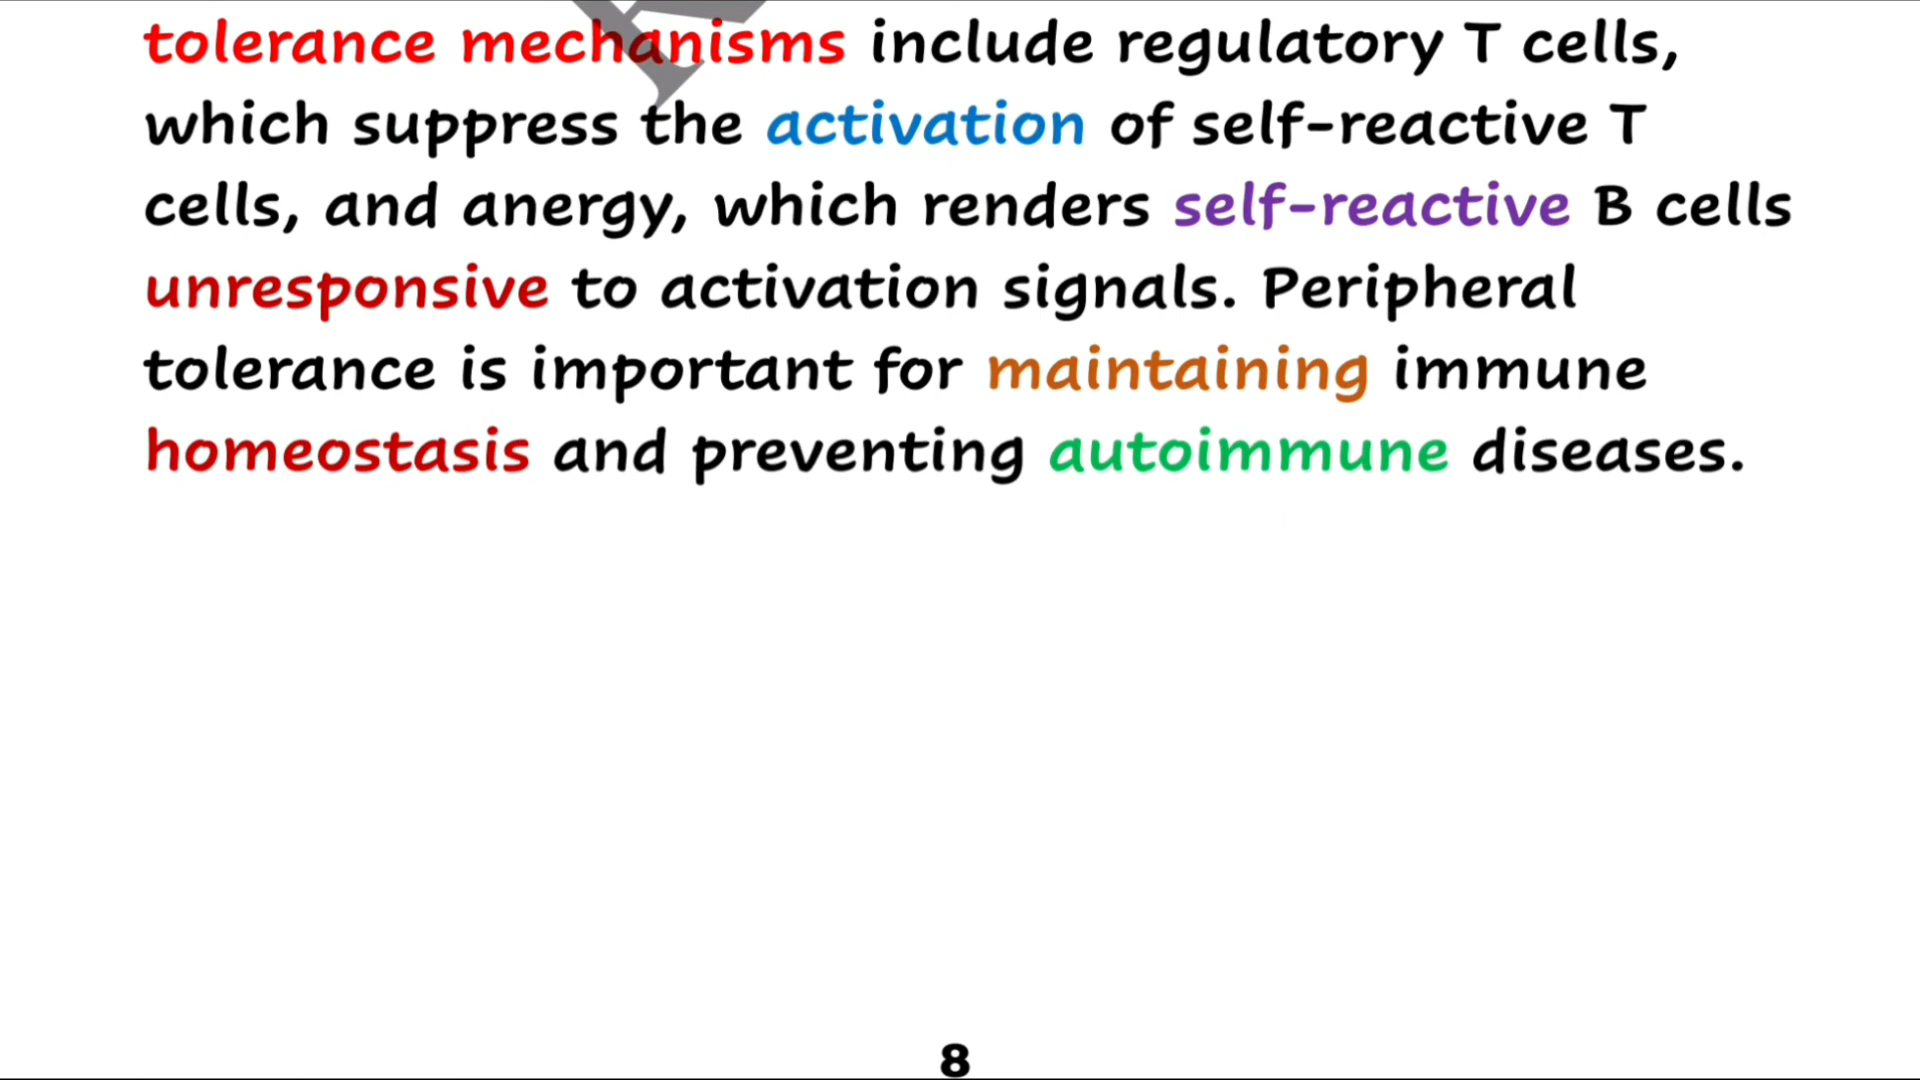 tolerance mechanisms include regulatory T cells,
which suppress the activation of self-reactive T
cells, and anergy, which renders self-reactive B cells
unresponsive to activation signals. Peripheral
tolerance is important for maintaining immune
homeostasis and preventing autoimmune diseases.
8